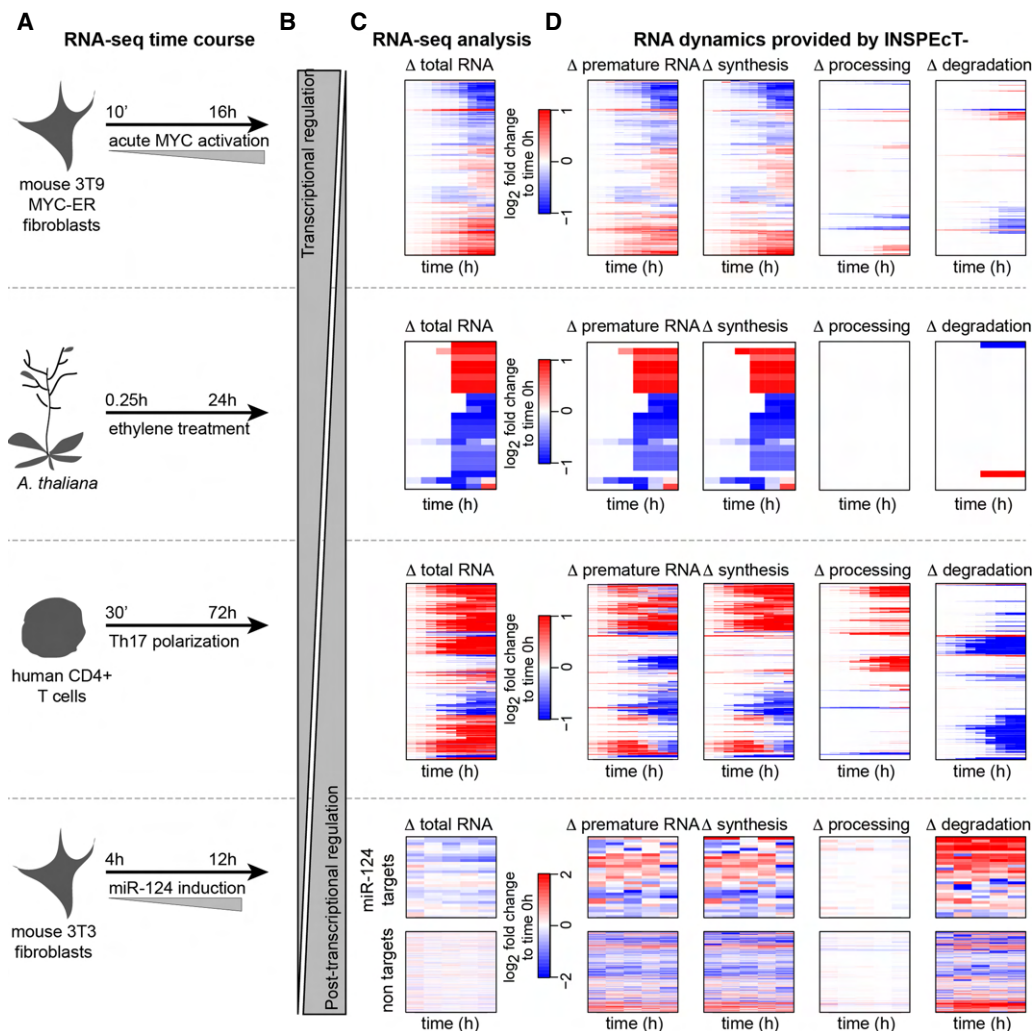 A
RNA-seq time course
B
C
RNA-seq analysis
D
RNA dynamics provided by INSPEcT-
Transcriptional regulation
Post-transcriptional regulation
10’ 16h
acute MYC activation
mouse 3T9
MYC-ER
fibroblasts
Δ total RNA
log2 fold change
to time 0h
1
0
−1
Δ premature RNA
Δ synthesis
Δ processing
Δ degradation
time (h)
time (h)
time (h)
time (h)
time (h)
0.25h 24h
ethylene treatment
A. thaliana
Δ total RNA
log2 fold change
to time 0h
1
0
−1
Δ premature RNA
Δ synthesis
Δ processing
Δ degradation
time (h)
time (h)
time (h)
time (h)
time (h)
30’ 72h
Th17 polarization
human CD4+
T cells
Δ total RNA
log2 fold change
to time 0h
1
0
−1
Δ premature RNA
Δ synthesis
Δ processing
Δ degradation
time (h)
time (h)
time (h)
time (h)
time (h)
4h 12h
miR-124 induction
mouse 3T3
fibroblasts
Δ total RNA
miR-124
targets
non targets
log2 fold change
to time 0h
2
0
−2
Δ premature RNA
Δ synthesis
Δ processing
Δ degradation
time (h)
time (h)
time (h)
time (h)
time (h)